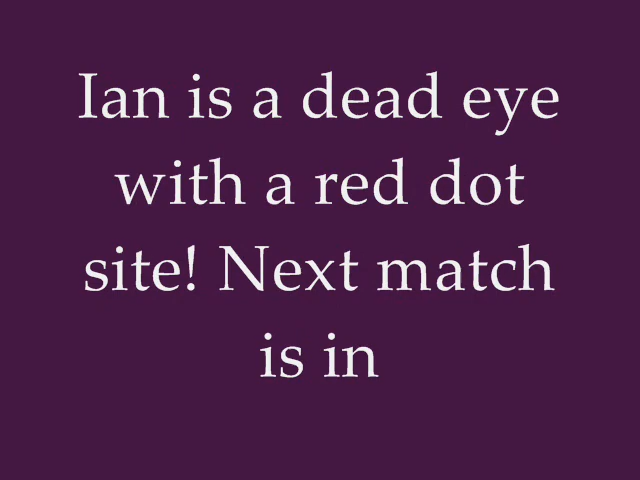 Ian is a dead eye
with a red dot
site! Next match
is in